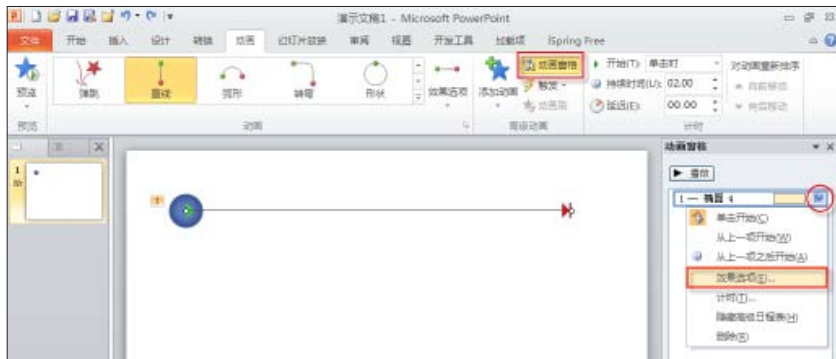 演示文稿1 - Microsoft PowerPoint
文件 开始 插入 设计 转换 动画 幻灯片放映 审阅 视图 开发工具 加载项 iSpring Free
预览 弹跳 直线 弧形 转弯 形状 效果选项 添加动画 动画窗格 触发 动画刷 开始(T): 单击时 持续时间(U): 02.00 延迟(E): 00.00 对动画重新排序 向前移动 向后移动
预览 动画 高级动画 计时
动画窗格
播放
1
1
1 椭圆 4
单击开始(C)
从上一项开始(W)
从上一项之后开始(A)
效果选项(E)...
计时(T)...
隐藏高级日程表(H)
删除(R)